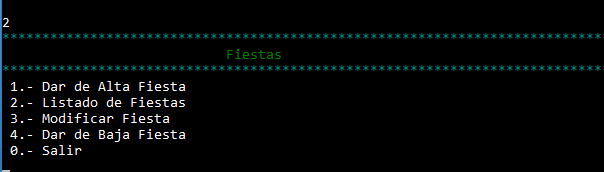 2
******************************************************************************
Fiestas
******************************************************************************
1.- Dar de Alta Fiesta
2.- Listado de Fiestas
3.- Modificar Fiesta
4.- Dar de Baja Fiesta
0.- Salir